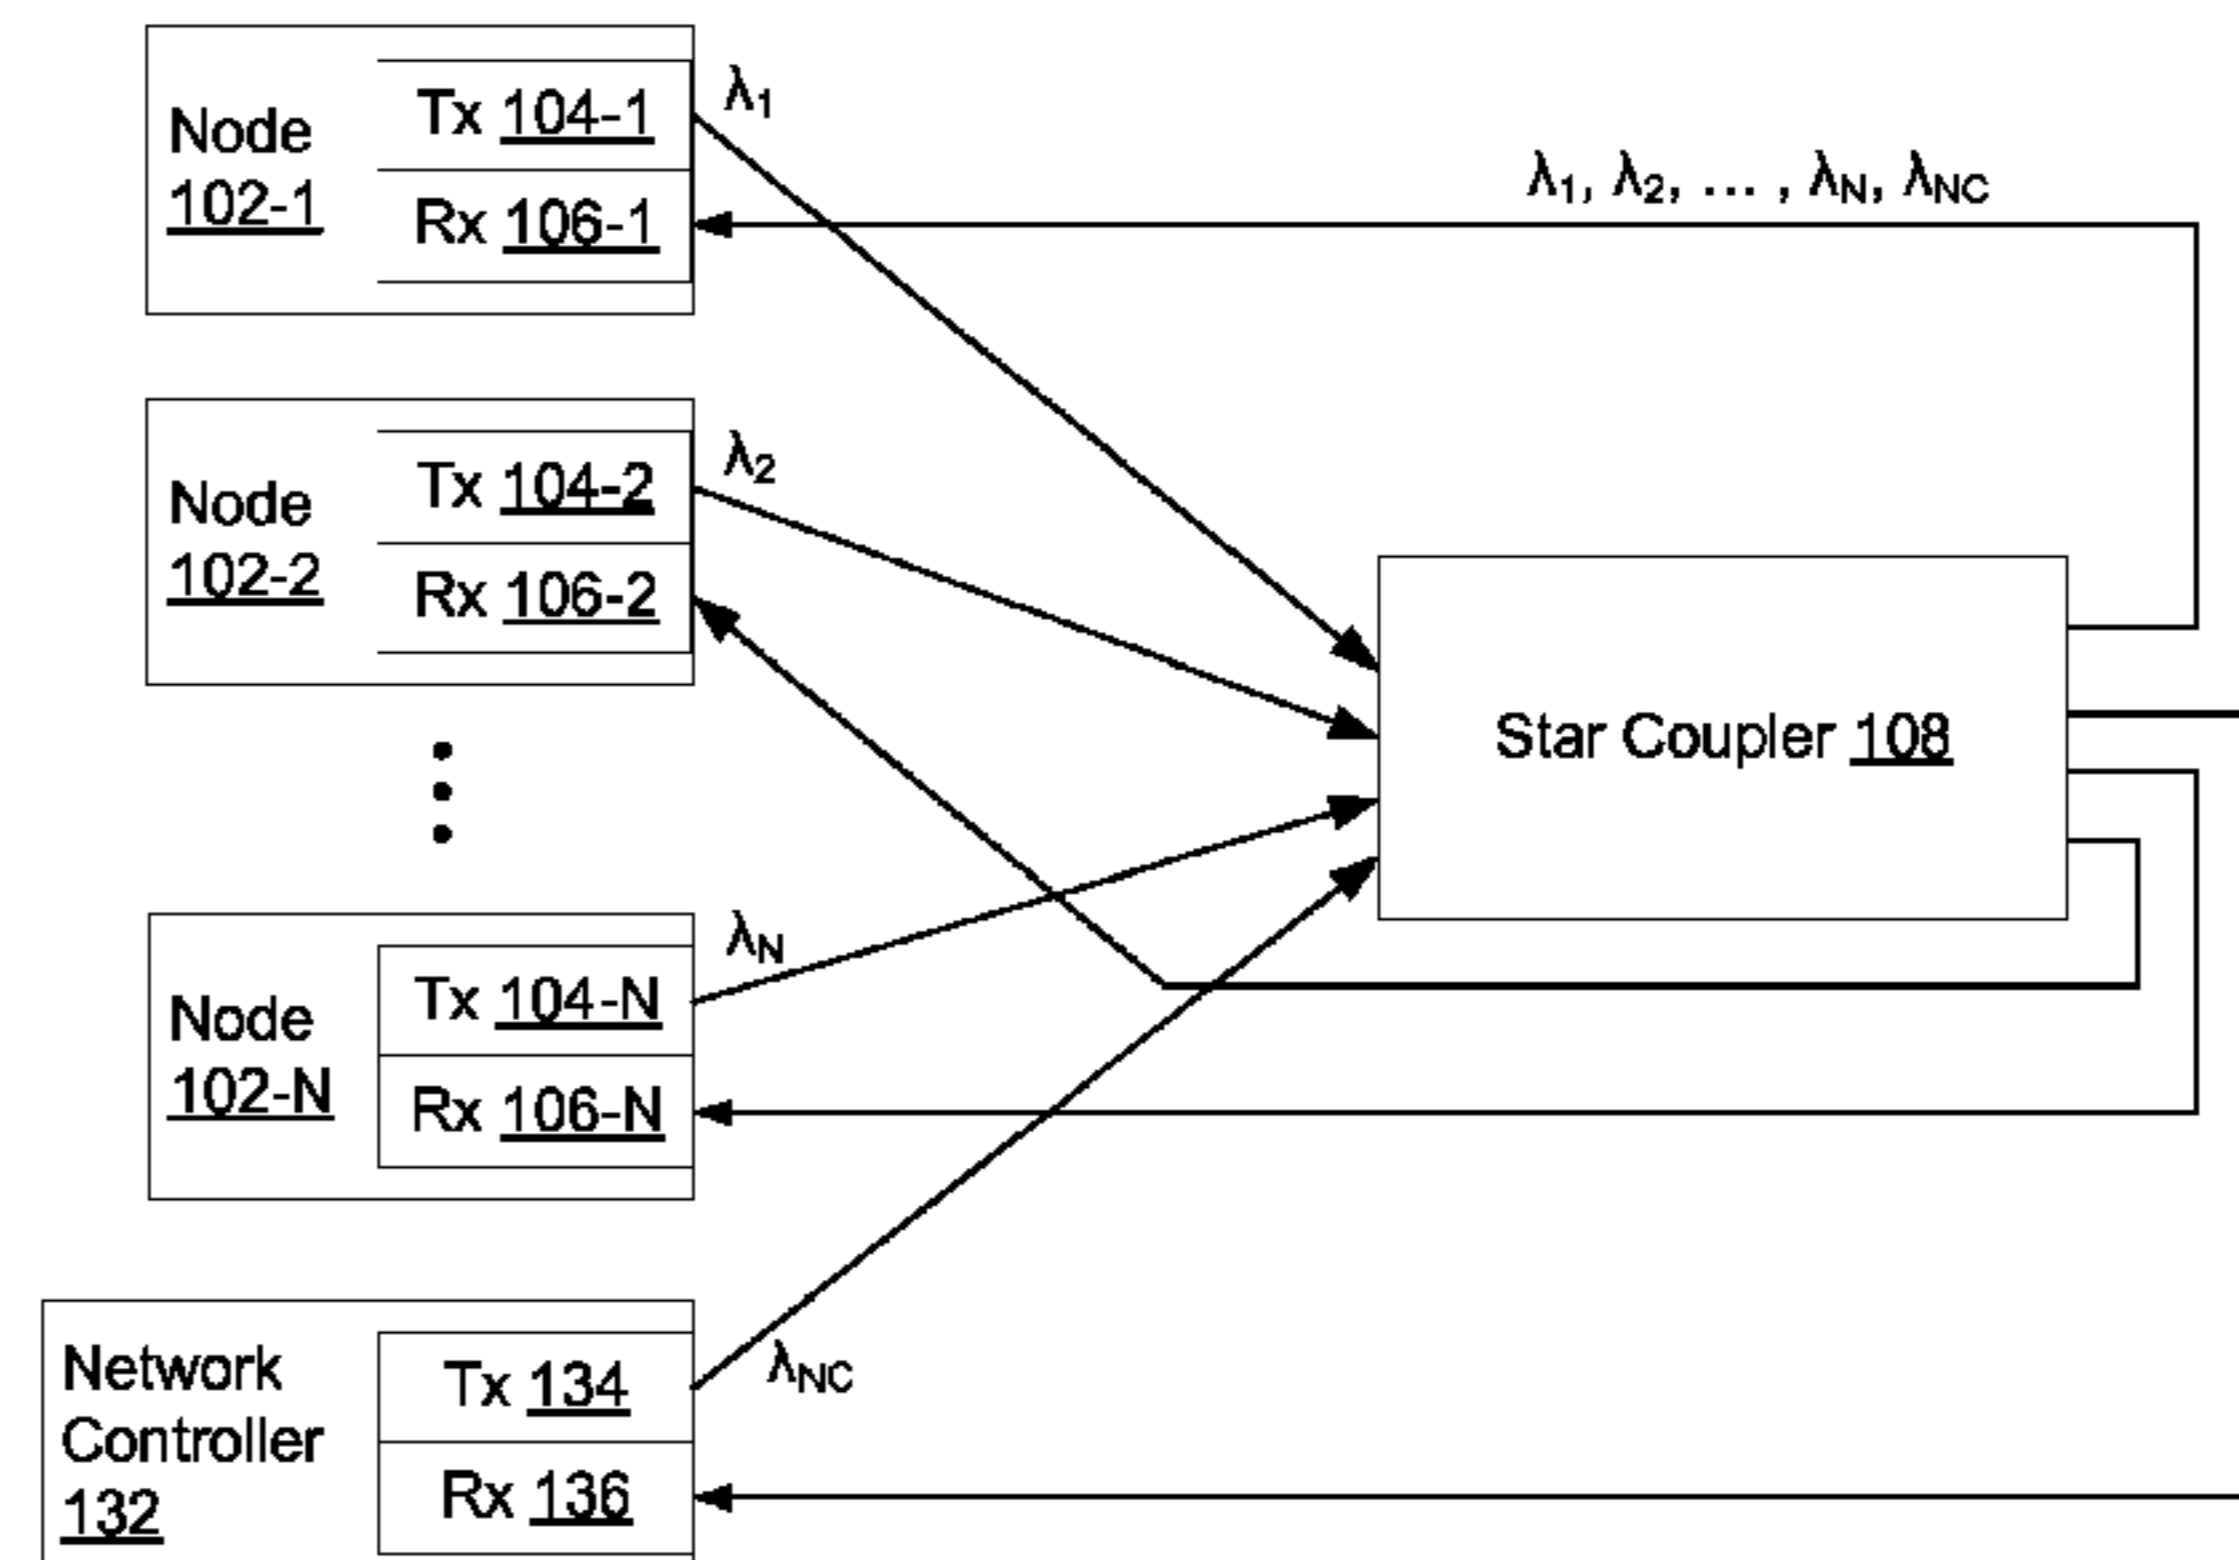 Node
102-1
Tx 104-1
Rx 106-1
λ1
λ1, λ2, ... , λN, λNC
Node
102-2
Tx 104-2
Rx 106-2
λ2
Star Coupler 108
Node
102-N
Tx 104-N
Rx 106-N
λN
Network
Controller
132
Tx 134
Rx 136
λNC